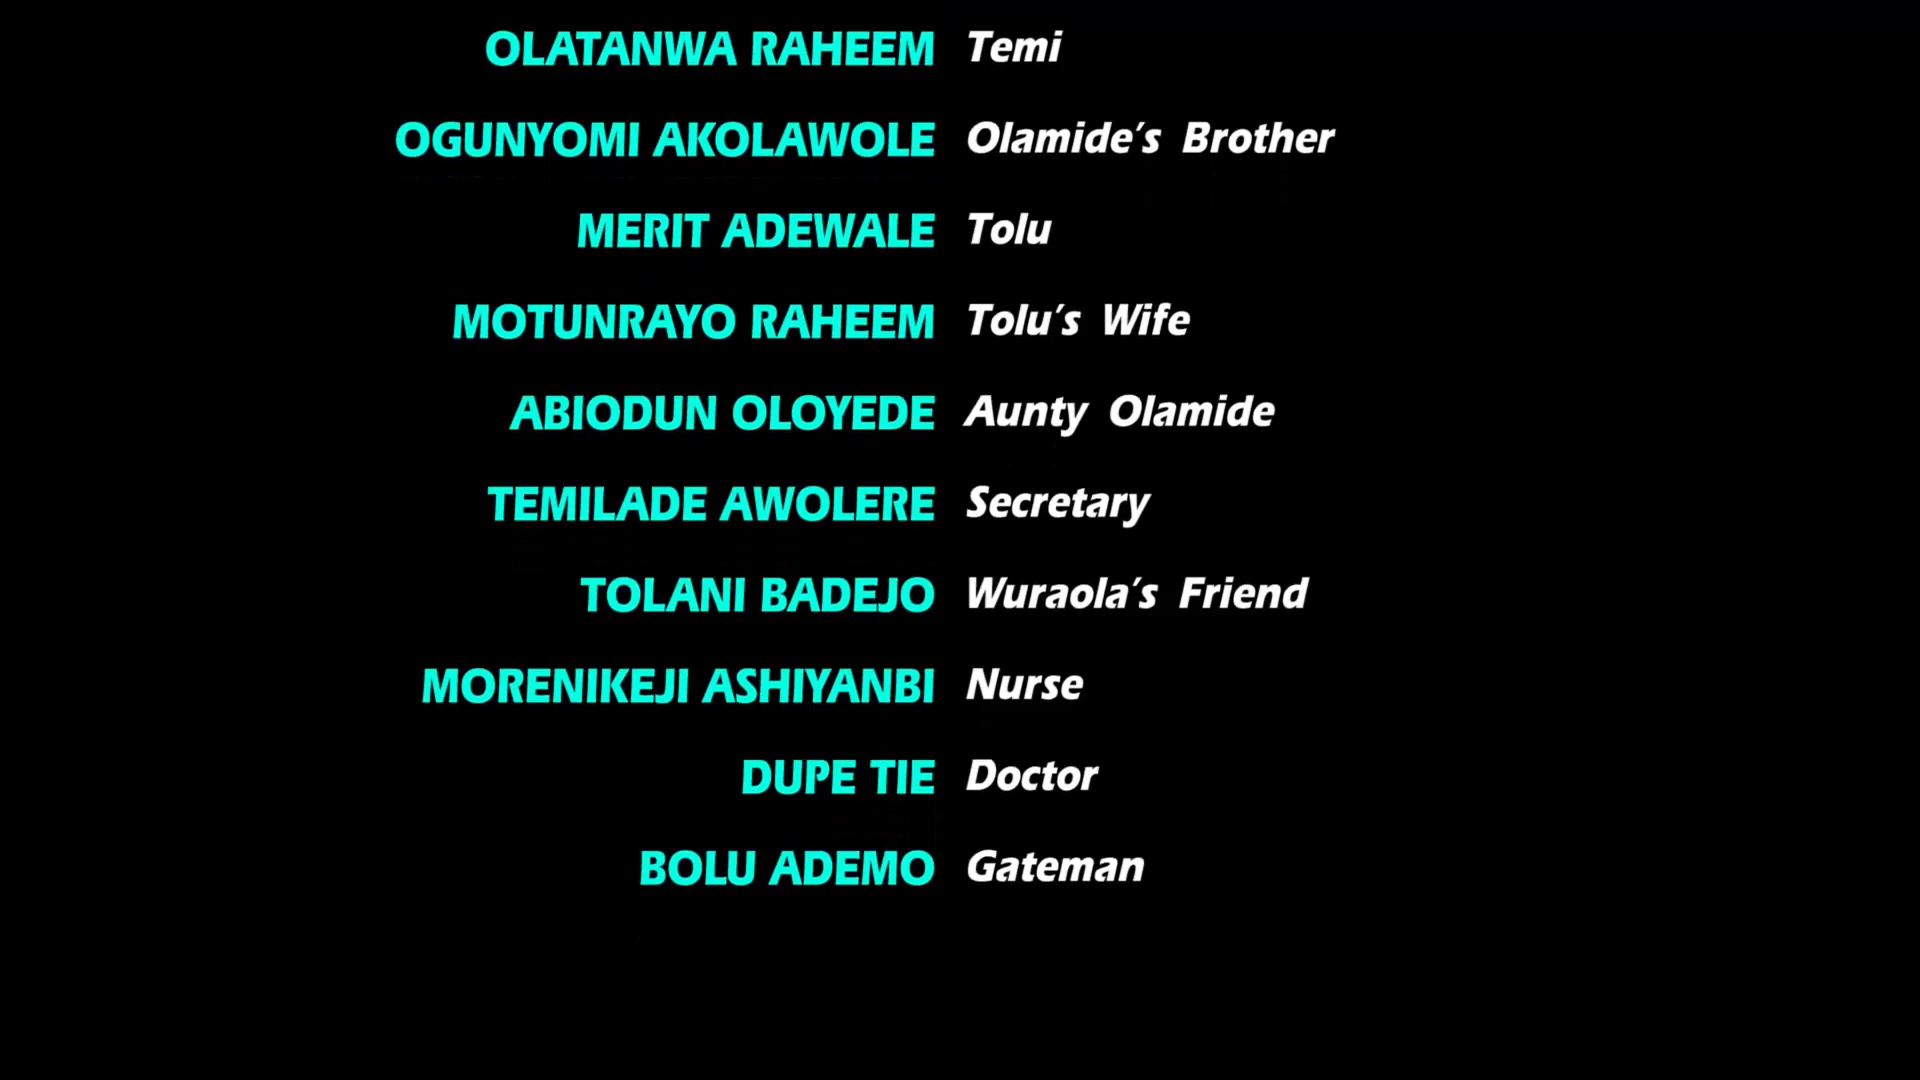 OLATANWA RAHEEM Temi
OGUNYOMI AKOLAWOLE Olamide's Brother
MERIT ADEWALE Tolu
MOTUNRAYO RAHEEM Tolu's Wife
ABIODUN OLOYEDE Aunty Olamide
TEMILADE AWOLERE Secretary
TOLANI BADEJO Wuraola's Friend
MORENIKEJI ASHIYANBI Nurse
DUPE TIE Doctor
BOLU ADEMO Gateman